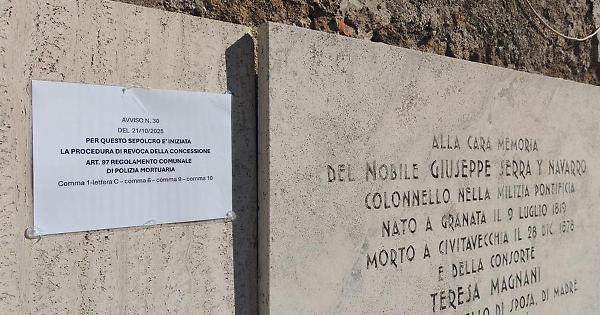 AVVISO N. 30
DEL 21/10/2025
PER QUESTO SEPOLCRO E' INIZIATA
LA PROCEDURA DI REVOCA DELLA CONCESSIONE
ART. 97 REGOLAMENTO COMUNALE
DI POLIZIA MORTUARIA
Comma 1-lettera C – comma 6 – comma 9 – comma 10
ALLA CARA MEMORIA
DEL NOBILE GIUSEPPE SERRA Y NAVARRO
COLONNELLO NELLA MILIZIA PONTIFICIA
NATO A GRANATA IL 9 LUGLIO 1819
MORTO A CIVITAVECCHIA IL 28 DIC. 1878
E DELLA CONSORTE
TERESA MAGNANI
DI SPOSA, DI MADRE